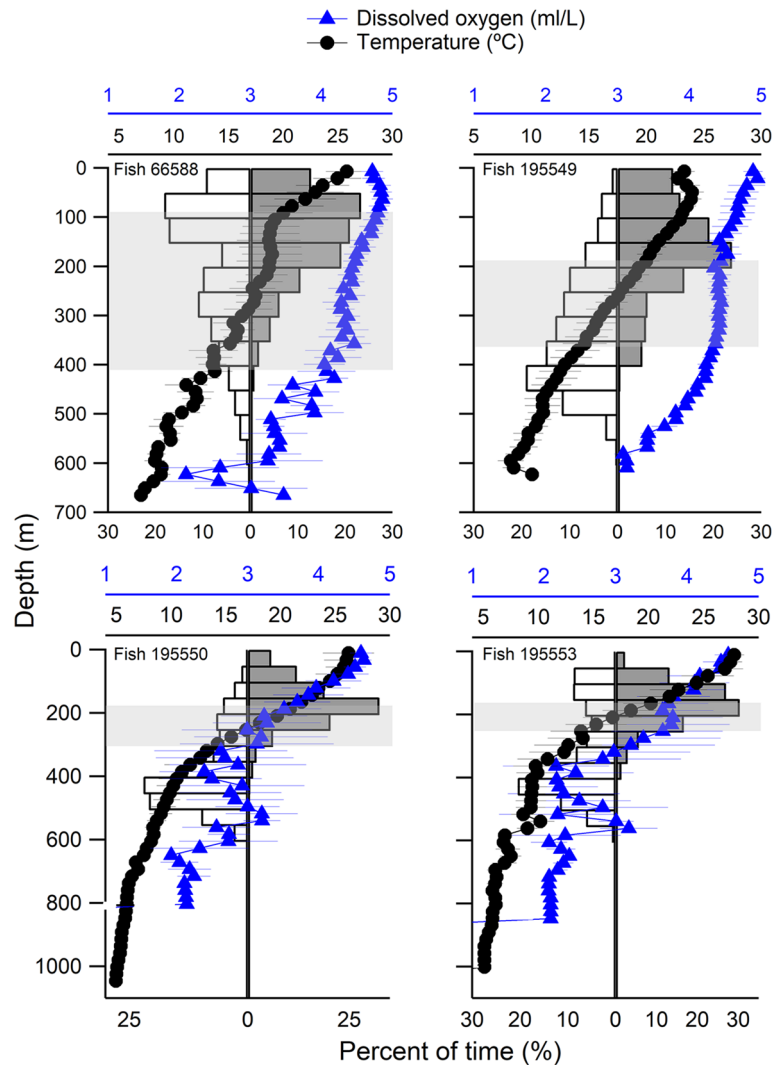 Dissolved oxygen (ml/L)
Temperature (ºC)
1 2 3 4 5
5 10 15 20 25 30
Fish 66588
0
100
200
300
400
500
600
700
30 20 10 0 10 20 30
1 2 3 4 5
5 10 15 20 25 30
Fish 195549
30 20 10 0 10 20 30
Depth (m)
1 2 3 4 5
5 10 15 20 25 30
Fish 195550
0
200
400
600
800
1000
25 0 25
1 2 3 4 5
5 10 15 20 25 30
Fish 195553
30 20 10 0 10 20 30
Percent of time (%)